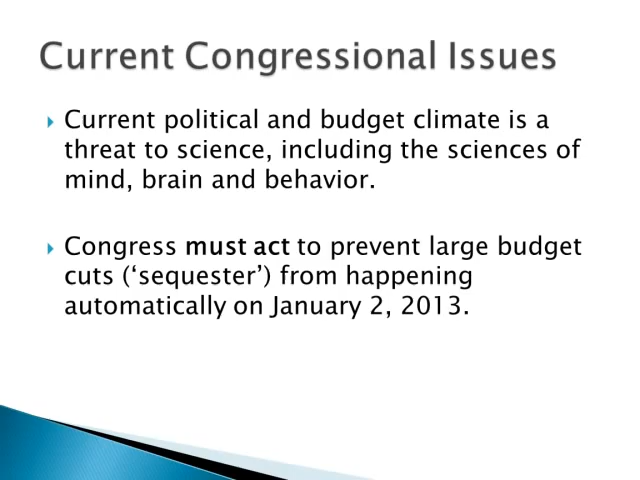 Current Congressional Issues
Current political and budget climate is a
threat to science, including the sciences of
mind, brain and behavior.
Congress must act to prevent large budget
cuts (‘sequester’) from happening
automatically on January 2, 2013.